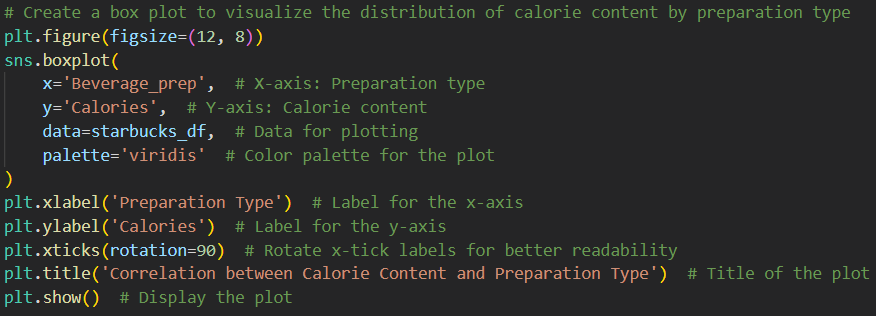 # Create a box plot to visualize the distribution of calorie content by preparation type
plt.figure(figsize=(12, 8))
sns.boxplot(
    x='Beverage_prep',  # X-axis: Preparation type
    y='Calories',  # Y-axis: Calorie content
    data=starbucks_df,  # Data for plotting
    palette='viridis'  # Color palette for the plot
)
plt.xlabel('Preparation Type')  # Label for the x-axis
plt.ylabel('Calories')  # Label for the y-axis
plt.xticks(rotation=90)  # Rotate x-tick labels for better readability
plt.title('Correlation between Calorie Content and Preparation Type')  # Title of the plot
plt.show()  # Display the plot